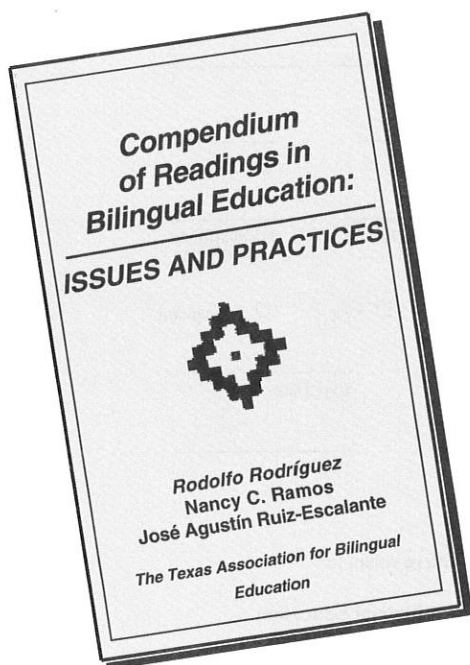 Compendium
of Readings in
Bilingual Education:
ISSUES AND PRACTICES
Rodolfo Rodríguez
Nancy C. Ramos
José Agustín Ruiz-Escalante
The Texas Association for Bilingual
Education